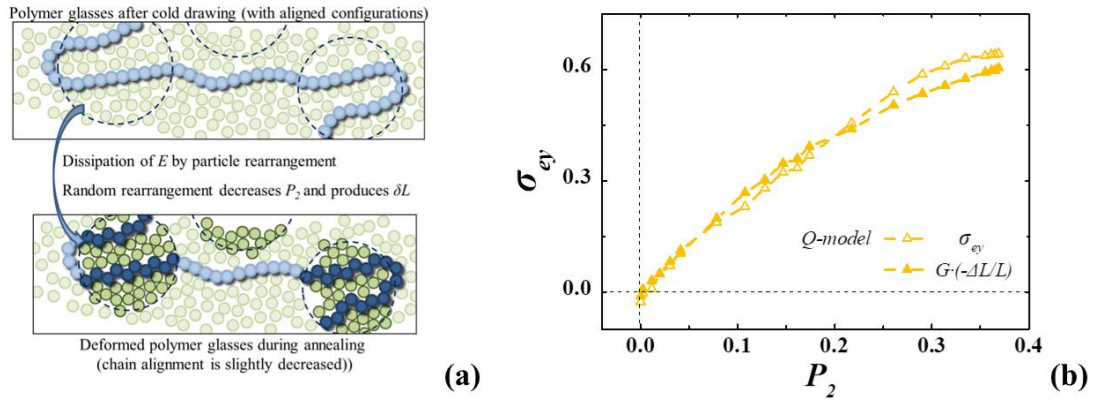 Polymer glasses after cold drawing (with aligned configurations)
Dissipation of E by particle rearrangement
Random rearrangement decreases P₂ and produces δL
Deformed polymer glasses during annealing
(chain alignment is slightly decreased))
(a)
σ_ey
0.6
0.3
0.0
Q-model σ_ey
G·(-ΔL/L)
0.0 0.1 0.2 0.3 0.4
P₂
(b)